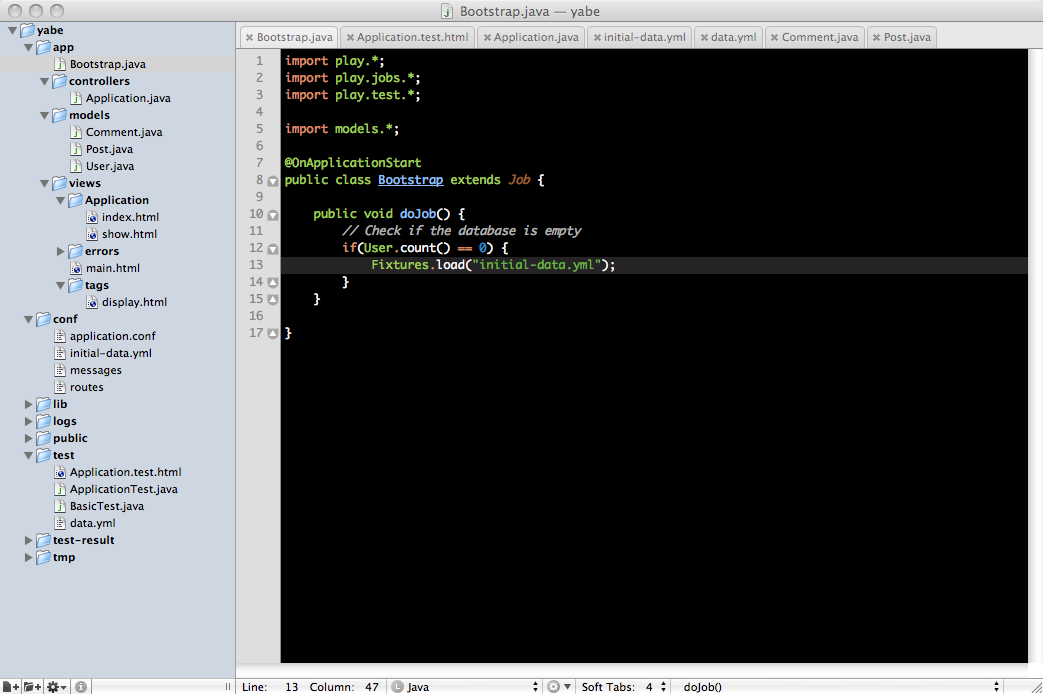 Bootstrap.java — yabe
yabe
app
Bootstrap.java
controllers
Application.java
models
Comment.java
Post.java
User.java
views
Application
index.html
show.html
errors
main.html
tags
display.html
conf
application.conf
initial-data.yml
messages
routes
lib
logs
public
test
Application.test.html
ApplicationTest.java
BasicTest.java
data.yml
test-result
tmp
Bootstrap.java Application.test.html Application.java initial-data.yml data.yml Comment.java Post.java
1 import play.*;
2 import play.jobs.*;
3 import play.test.*;
4
5 import models.*;
6
7 @OnApplicationStart
8 public class Bootstrap extends Job {
9
10 public void doJob() {
11 // Check if the database is empty
12 if(User.count() == 0) {
13 Fixtures.load("initial-data.yml");
14 }
15 }
16
17 }
Line: 13 Column: 47 L Java Soft Tabs: 4 doJob()